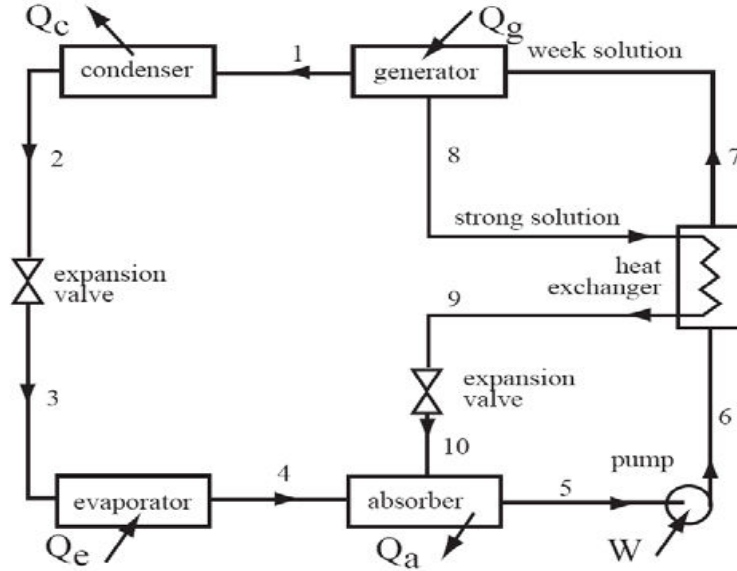 Qc
Qg
condenser
1
generator
week solution
2
8
7
strong solution
expansion
valve
heat
exchanger
9
3
expansion
valve
6
10
pump
evaporator
4
absorber
5
Qe
Qa
W